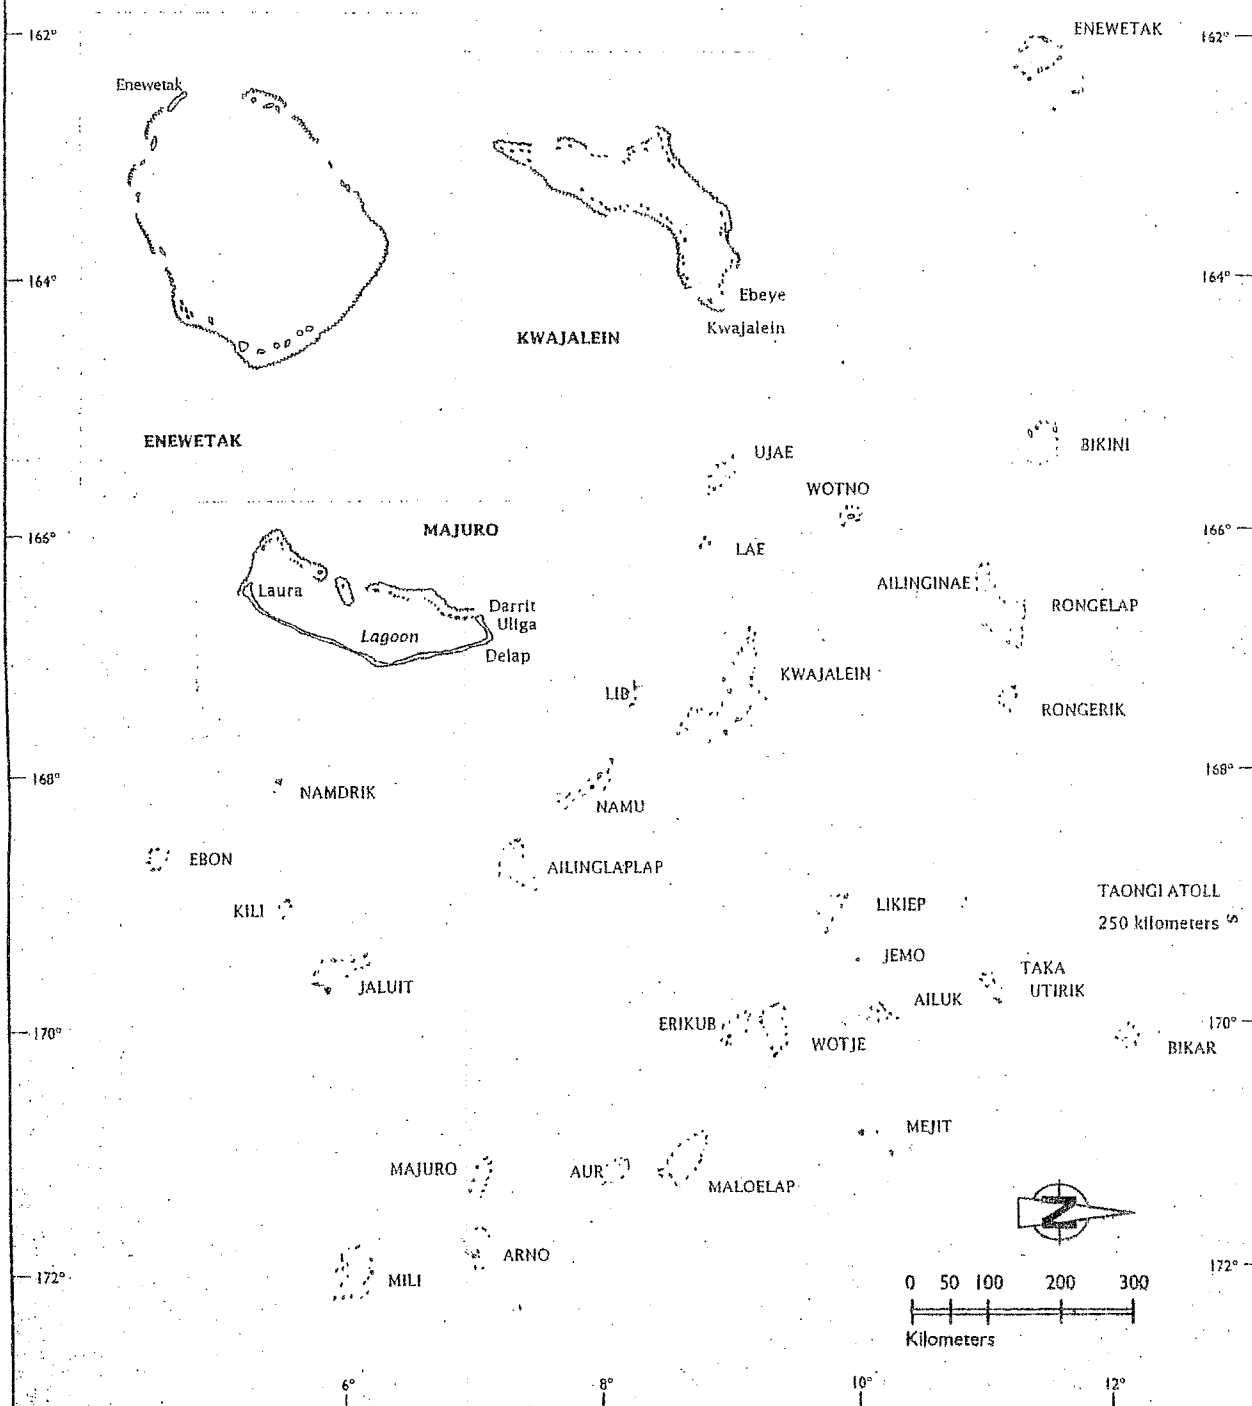 162°
ENEWETAK
162°
Enewetak
164°
164°
Ebeye
Kwajalein
KWAJALEIN
ENEWETAK
BIKINI
UJAE
WOTNO
MAJURO
166°
166°
LAE
AILINGINAE
Laura
RONGELAP
Darrit
Uliga
Lagoon
Delap
KWAJALEIN
LIB
RONGERIK
168°
168°
NAMDRIK
NAMU
EBON
AILINGLAPLAP
TAONGI ATOLL
LIKIEP
KILI
250 kilometers
JEMO
TAKA
JALUIT
UTIRIK
AILUK
ERIKUB
170°
170°
WOTJE
BIKAR
MEJIT
MAJURO
AUR
MALOELAP
N
ARNO
172°
172°
MILI
0 50 100 200 300
Kilometers
6° 8° 10° 12°